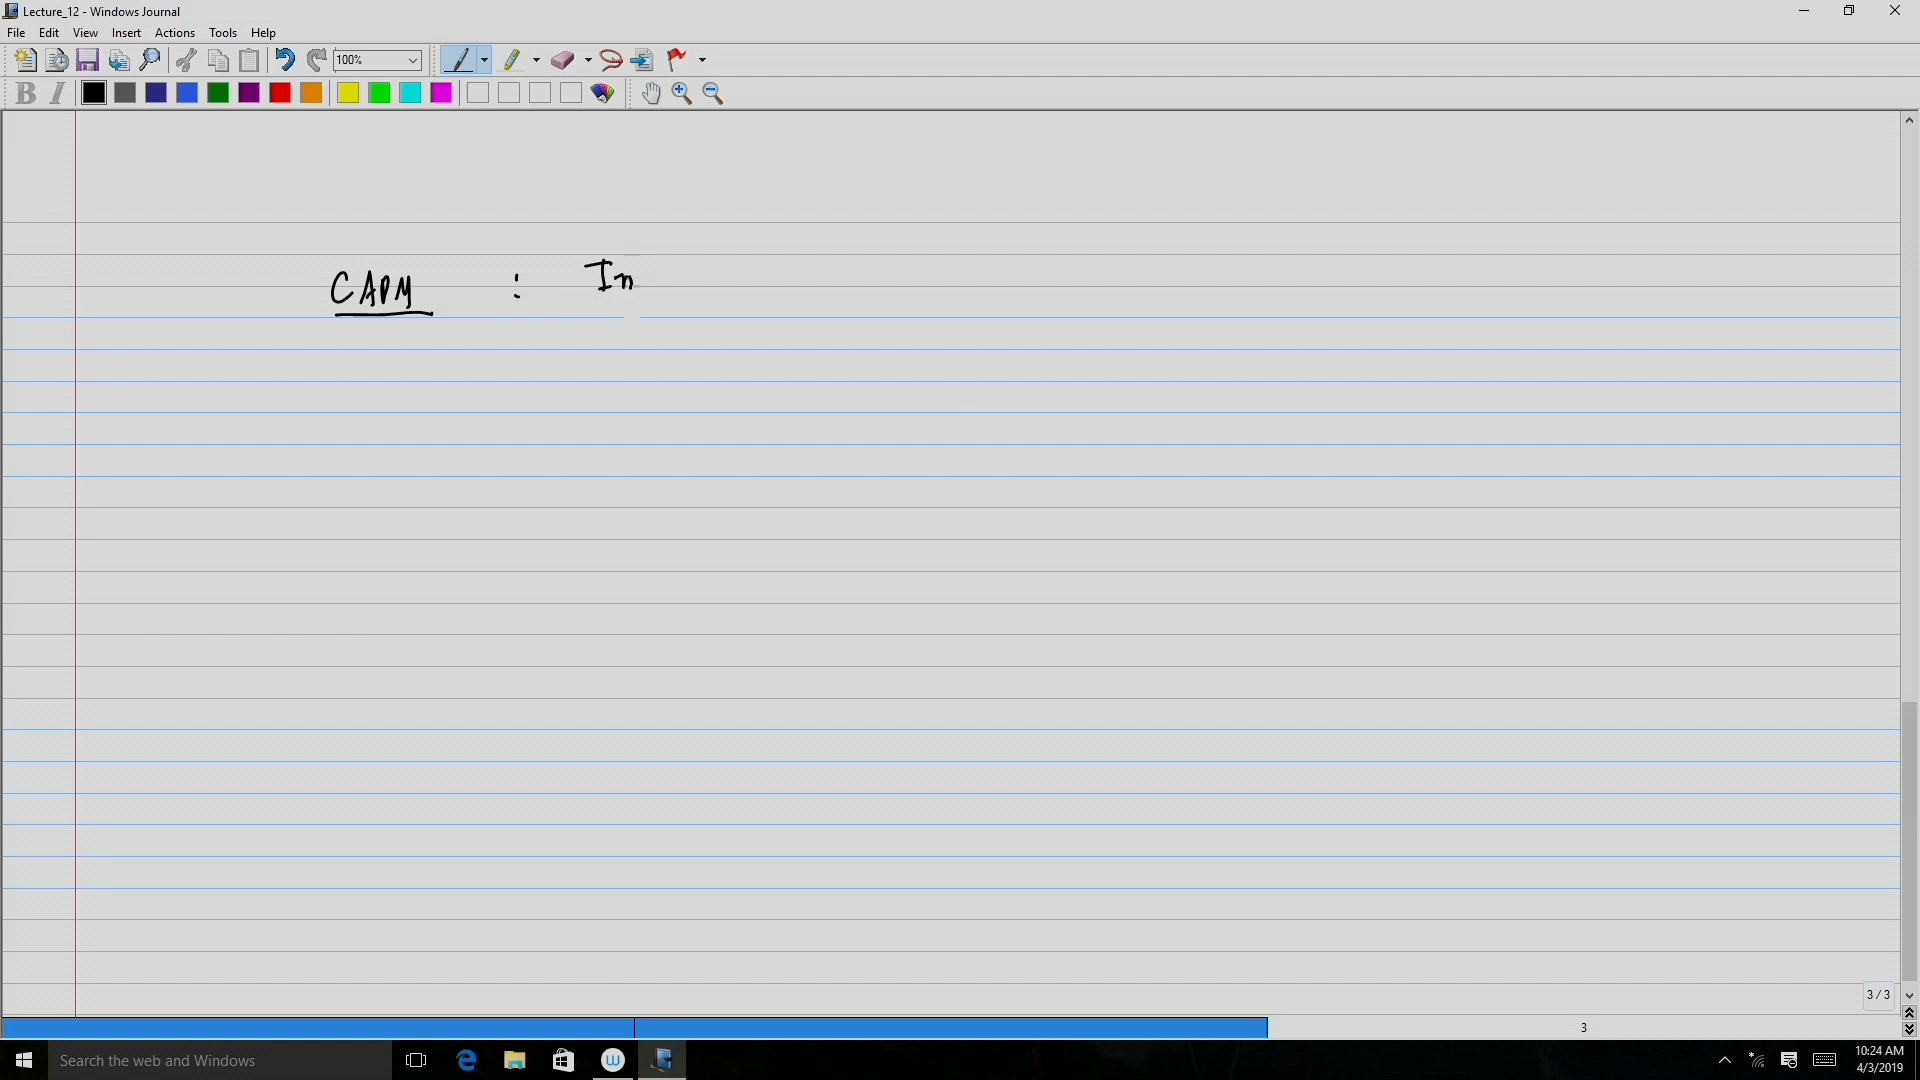 Lecture_12 - Windows Journal
File Edit View Insert Actions Tools Help
100%
B I
CAPM : In
3 / 3
3
Search the web and Windows
10:24 AM
4/3/2019